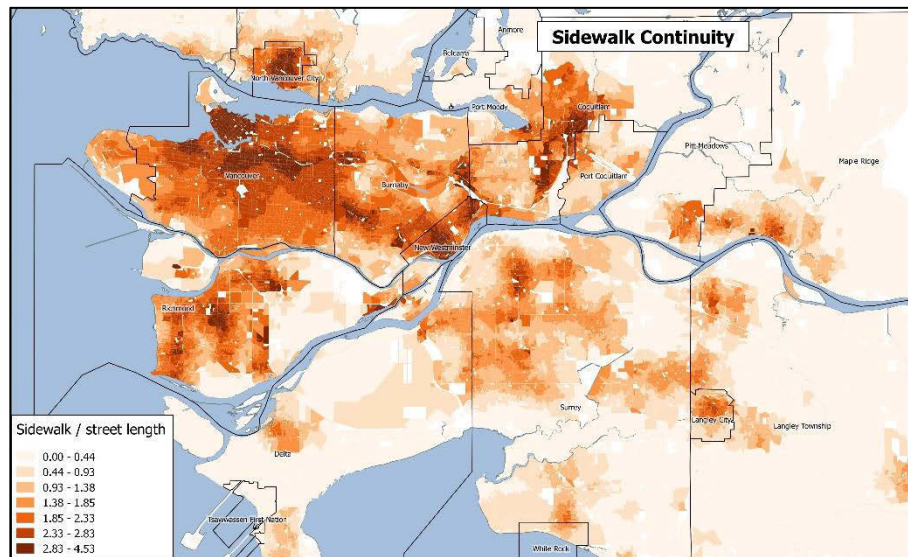 Sidewalk Continuity
Anmore
Belcarra
North Vancouver City
Port Moody
Coquitlam
Pitt Meadows
Maple Ridge
Vancouver
Burnaby
Port Coquitlam
New Westminster
Richmond
Surrey
Langley City
Langley Township
Delta
Tsawwassen First Nation
White Rock
Sidewalk / street length
0.00 - 0.44
0.44 - 0.93
0.93 - 1.38
1.38 - 1.85
1.85 - 2.33
2.33 - 2.83
2.83 - 4.53